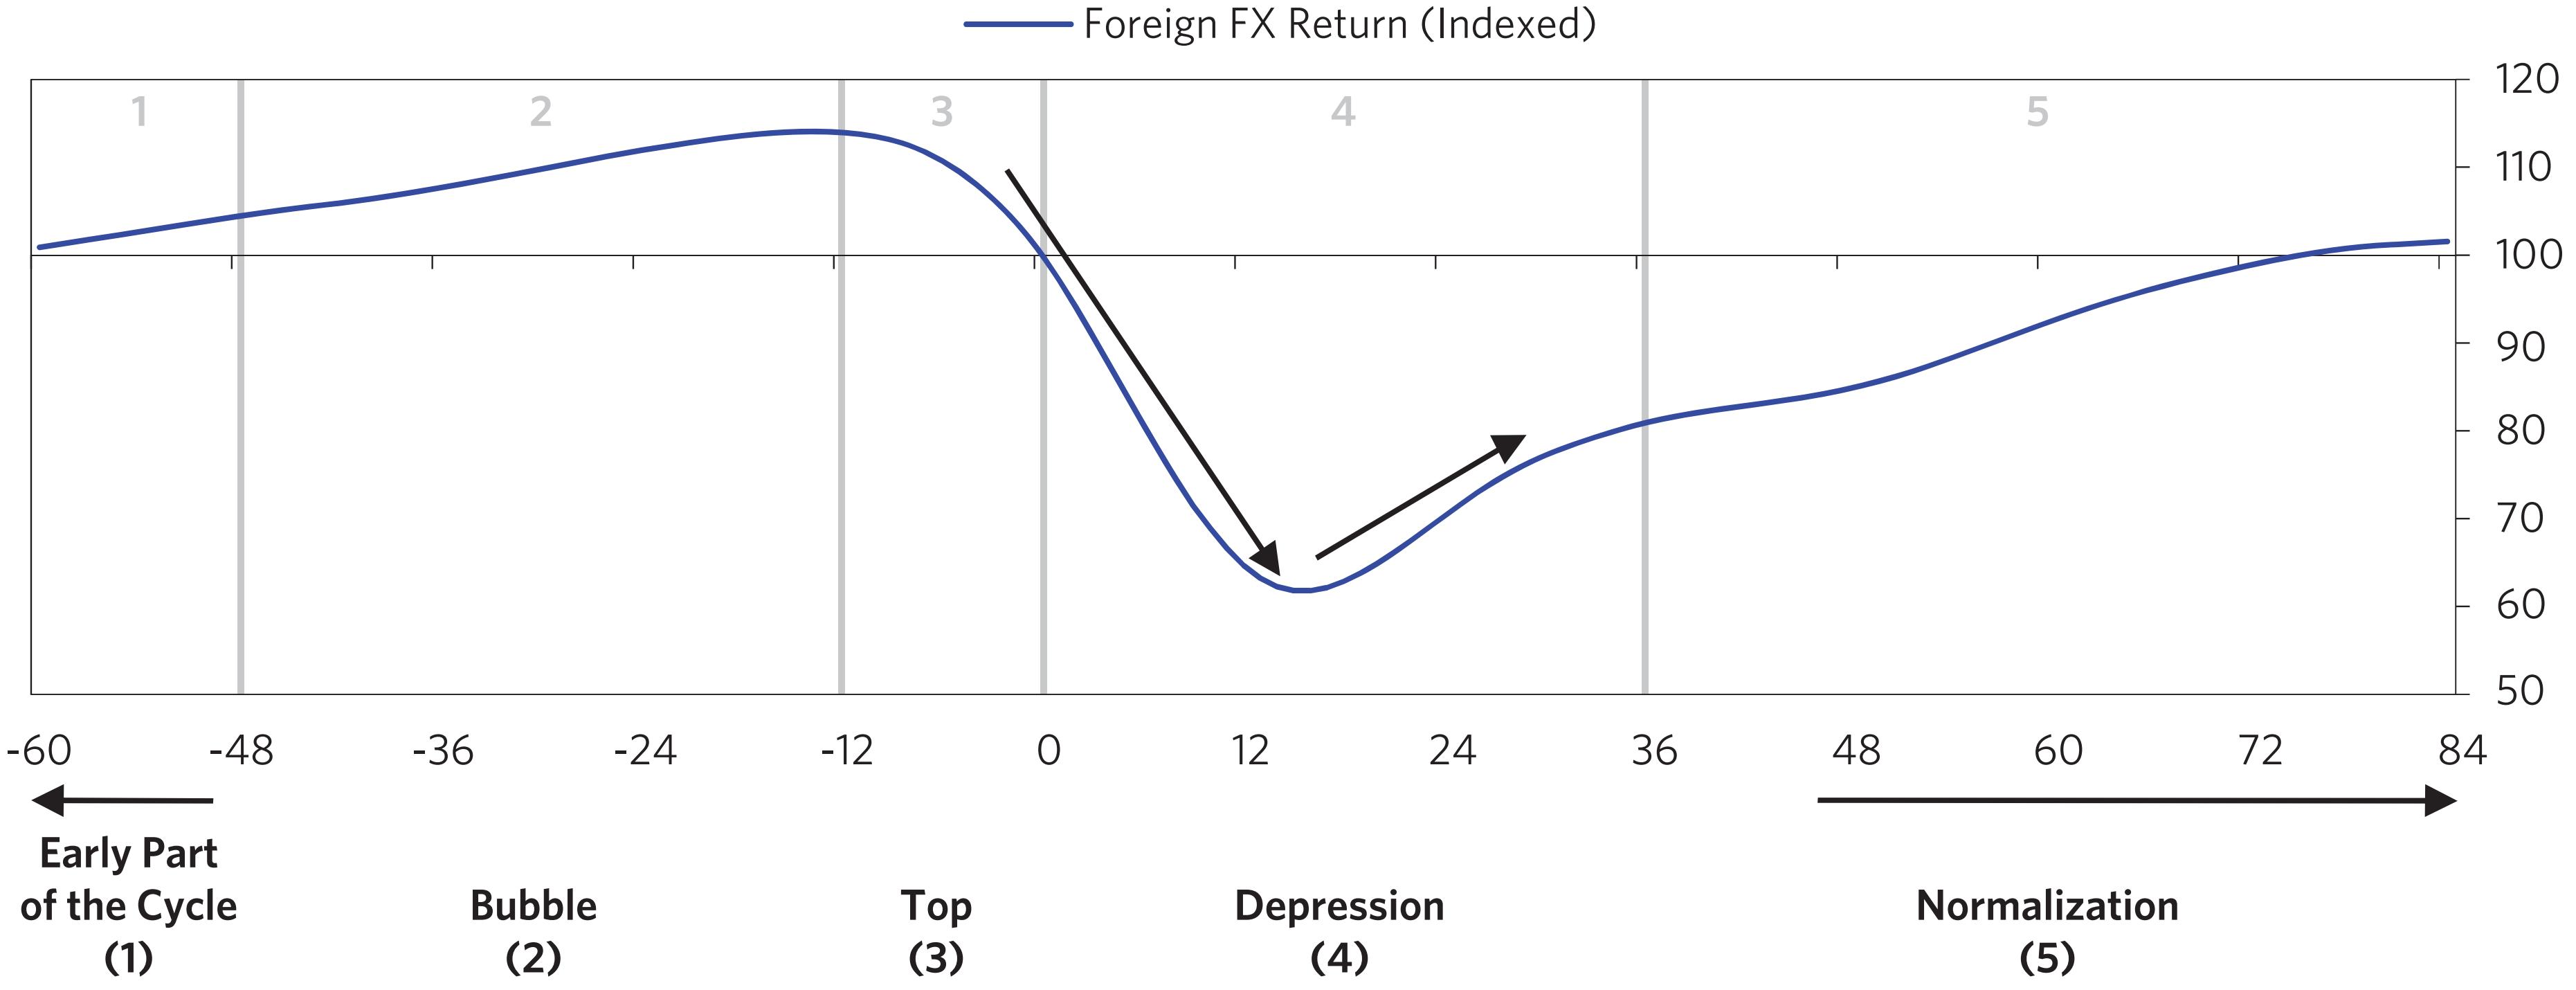 Foreign FX Return (Indexed)
1 2 3 4 5
120
110
100
90
80
70
60
50
-60 -48 -36 -24 -12 0 12 24 36 48 60 72 84
Early Part
of the Cycle
(1)
Bubble
(2)
Top
(3)
Depression
(4)
Normalization
(5)